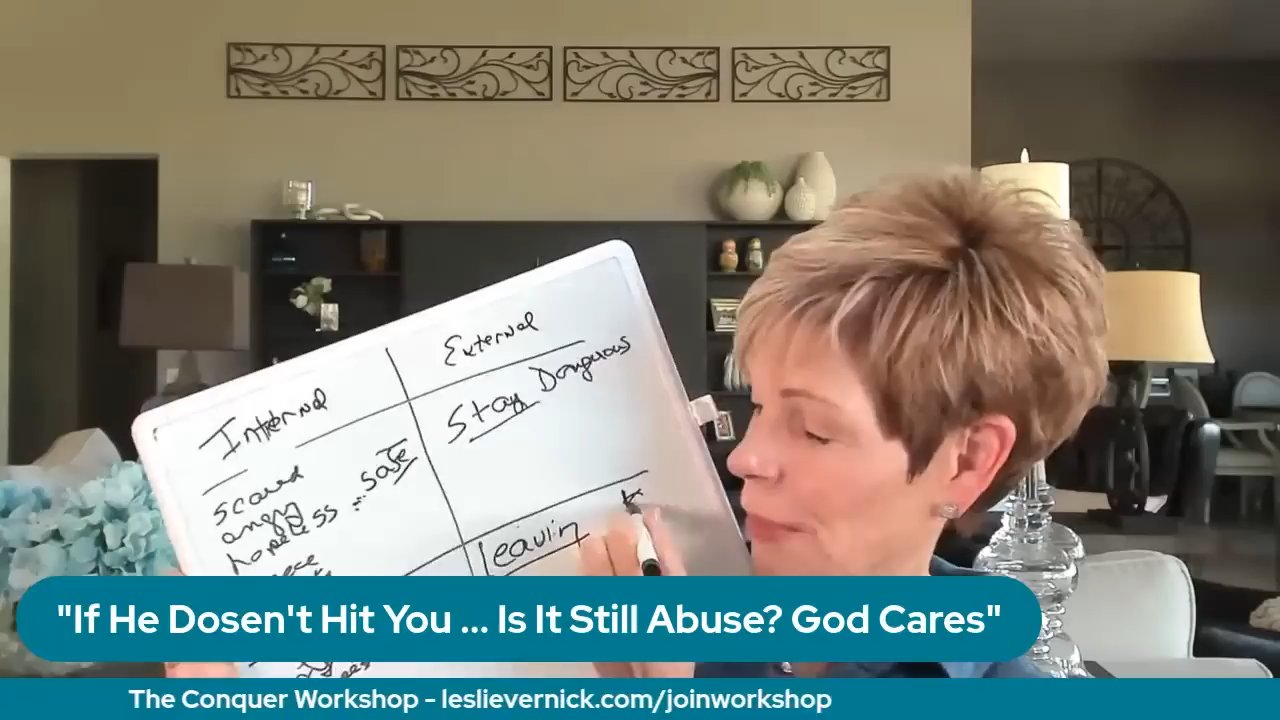 Internal
External
scared
angry
hopeless
safe
Stay Dangerous
leavin
"If He Dosen't Hit You ... Is It Still Abuse? God Cares"
The Conquer Workshop - leslievernick.com/joinworkshop